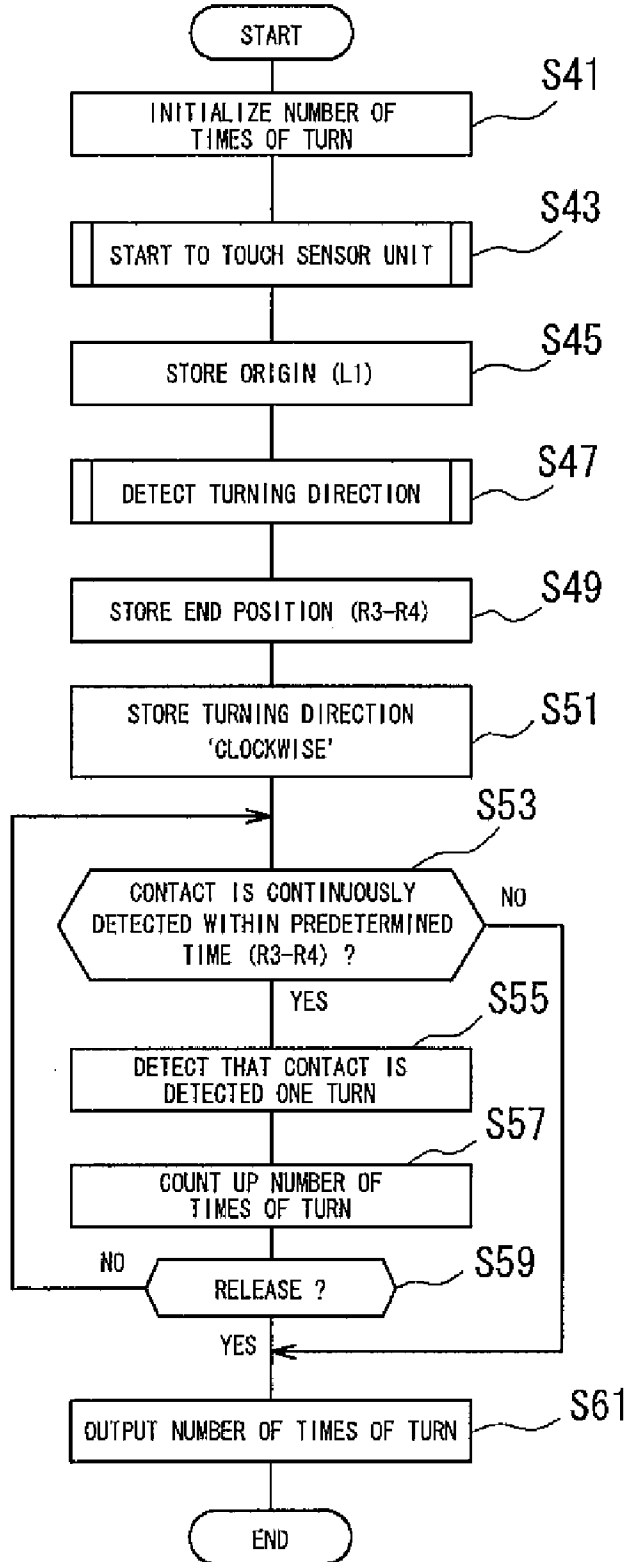 START
S41
INITIALIZE NUMBER OF
TIMES OF TURN
S43
START TO TOUCH SENSOR UNIT
S45
STORE ORIGIN (L1)
S47
DETECT TURNING DIRECTION
S49
STORE END POSITION (R3-R4)
S51
STORE TURNING DIRECTION
'CLOCKWISE'
S53
CONTACT IS CONTINUOUSLY
DETECTED WITHIN PREDETERMINED
TIME (R3-R4) ?
NO
YES
S55
DETECT THAT CONTACT IS
DETECTED ONE TURN
S57
COUNT UP NUMBER OF
TIMES OF TURN
NO
S59
RELEASE ?
YES
S61
OUTPUT NUMBER OF TIMES OF TURN
END